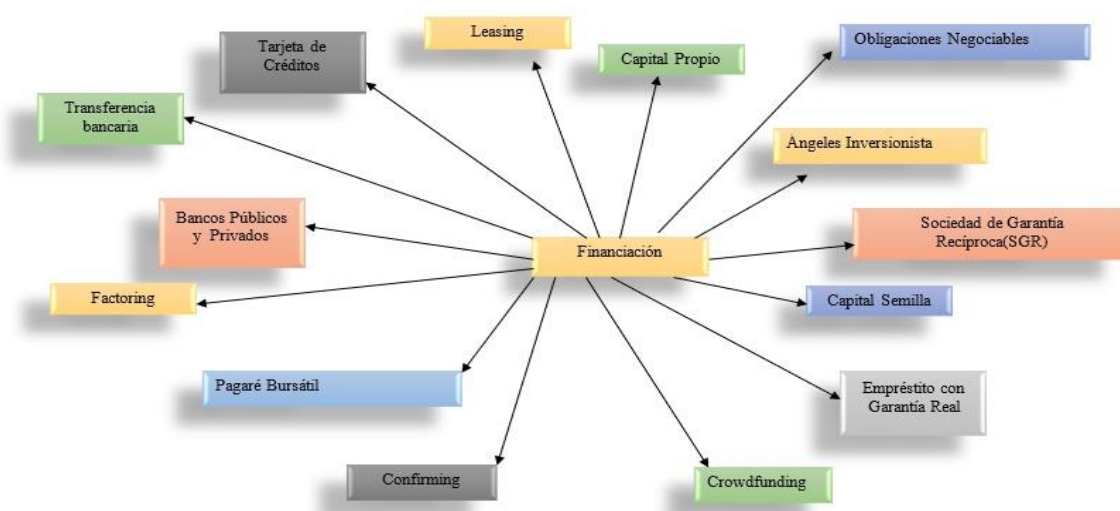 Leasing
Obligaciones Negociables
Tarjeta de
Créditos
Capital Propio
Transferencia
bancaria
Ángeles Inversionista
Bancos Públicos
y Privados
Sociedad de Garantía
Recíproca(SGR)
Financiación
Factoring
Capital Semilla
Pagaré Bursátil
Empréstito con
Garantía Real
Confirming
Crowdfunding